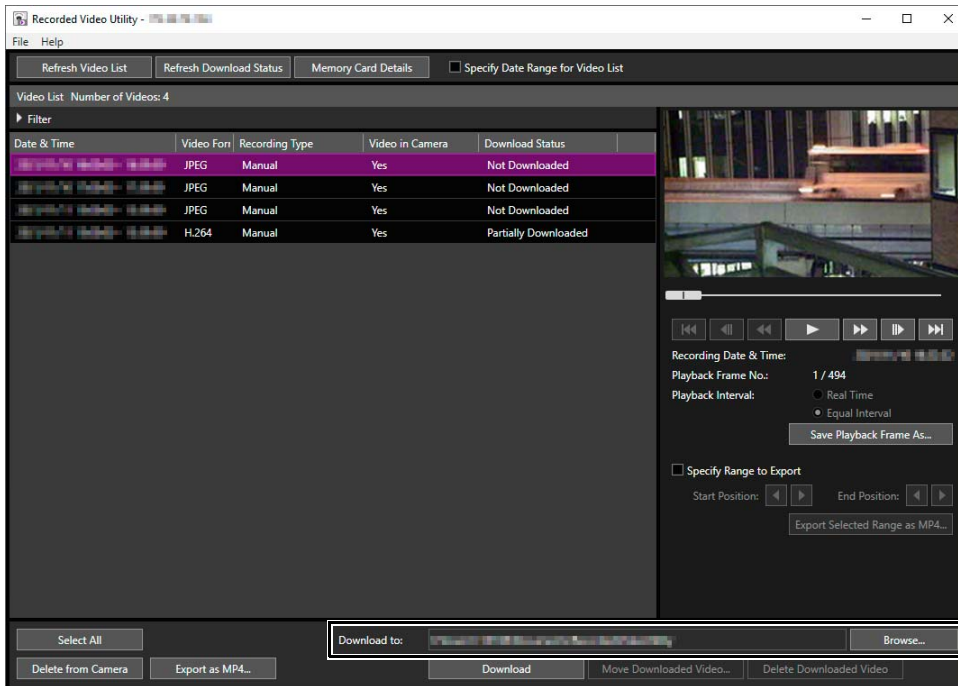 Recorded Video Utility -
File Help
Refresh Video List Refresh Download Status Memory Card Details Specify Date Range for Video List
Video List Number of Videos: 4
Filter
Date & Time Video Forr Recording Type Video in Camera Download Status
JPEG Manual Yes Not Downloaded
JPEG Manual Yes Not Downloaded
JPEG Manual Yes Not Downloaded
H.264 Manual Yes Partially Downloaded
Recording Date & Time:
Playback Frame No.: 1 / 494
Playback Interval: Real Time
Equal Interval
Save Playback Frame As...
Specify Range to Export
Start Position: End Position:
Export Selected Range as MP4...
Select All Download to: Browse...
Delete from Camera Export as MP4... Download Move Downloaded Video... Delete Downloaded Video